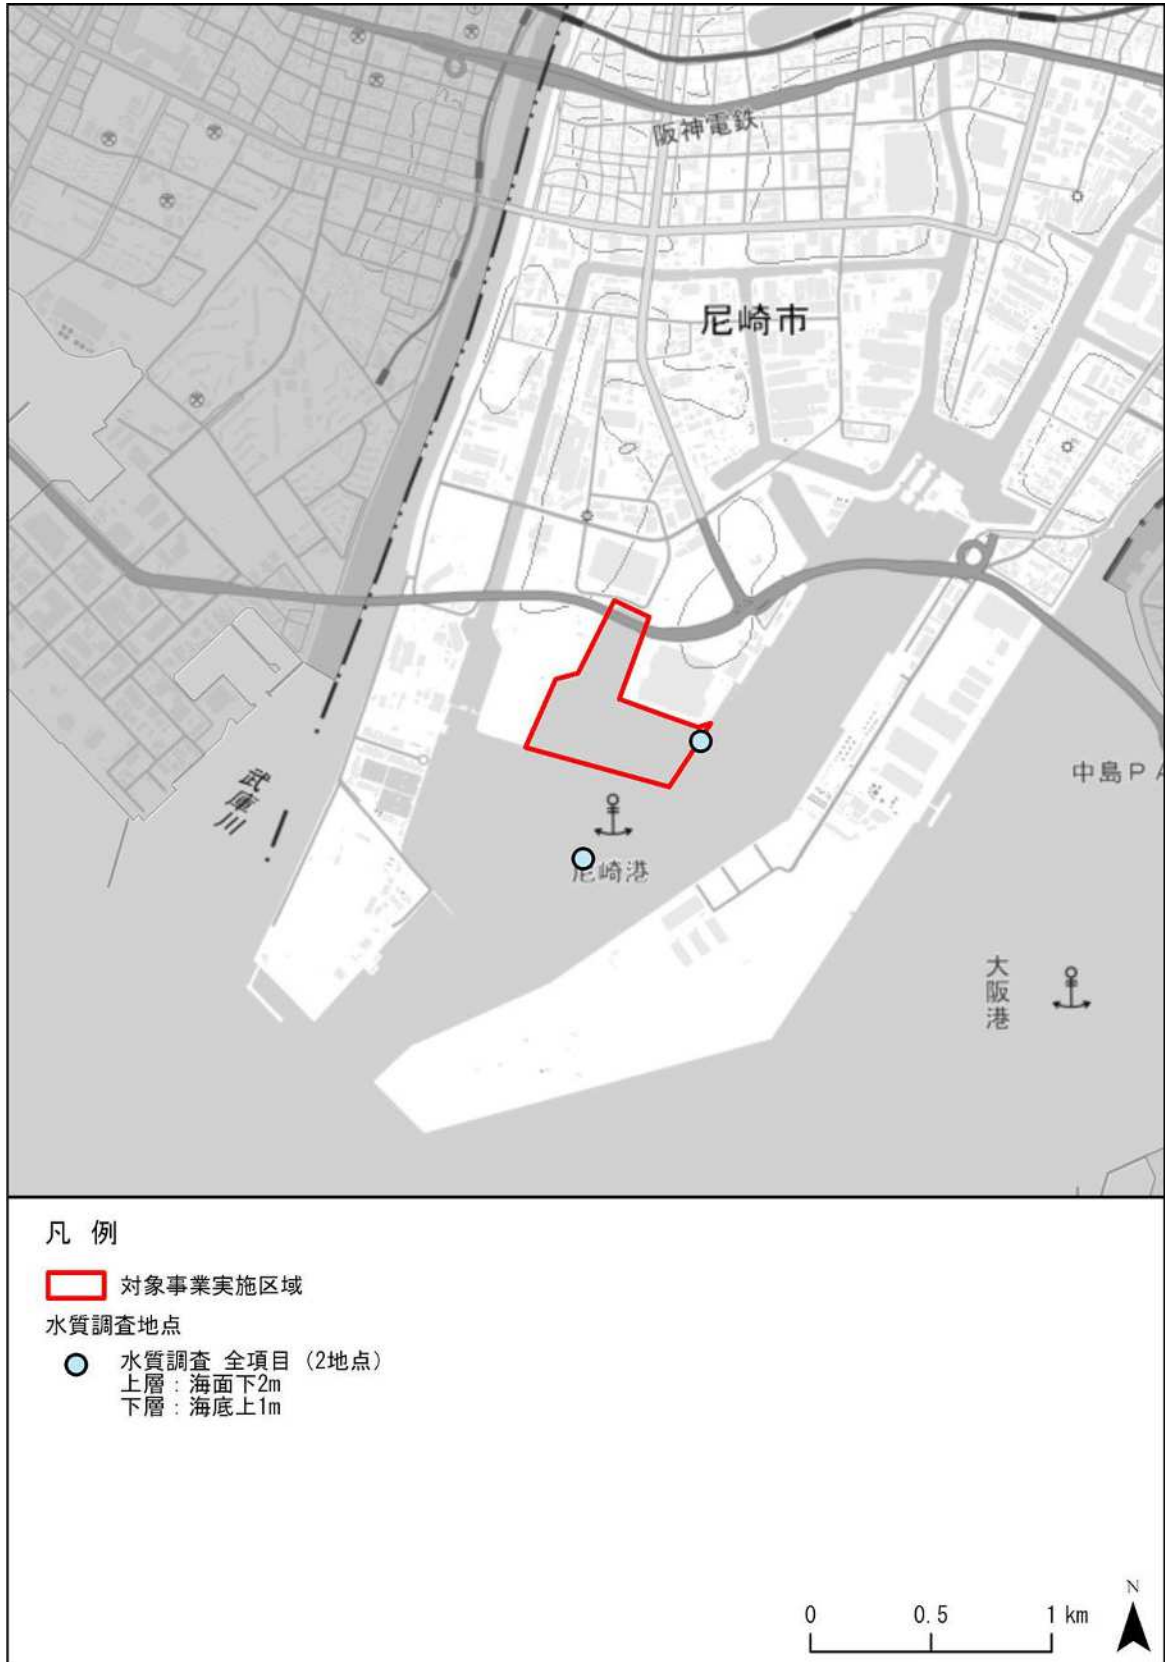 阪神電鉄
尼崎市
武庫川
中島PA
尼崎港
大阪港
凡 例
対象事業実施区域
水質調査地点
水質調査 全項目（2地点）
上層：海面下2m
下層：海底上1m
0 0.5 1 km
N